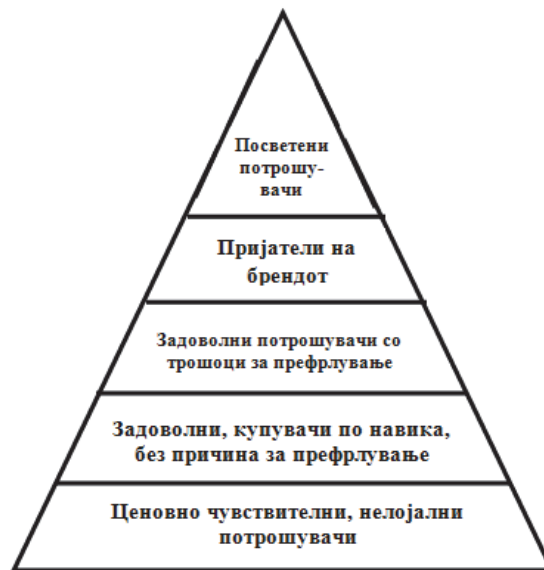 Посветени
потрошу-
вачи
Пријатели на
брендот
Задоволни потрошувачи со
трошоци за префрлување
Задоволни, купувачи по навика,
без причина за префрлување
Ценовно чувствителни, нелојални
потрошувачи